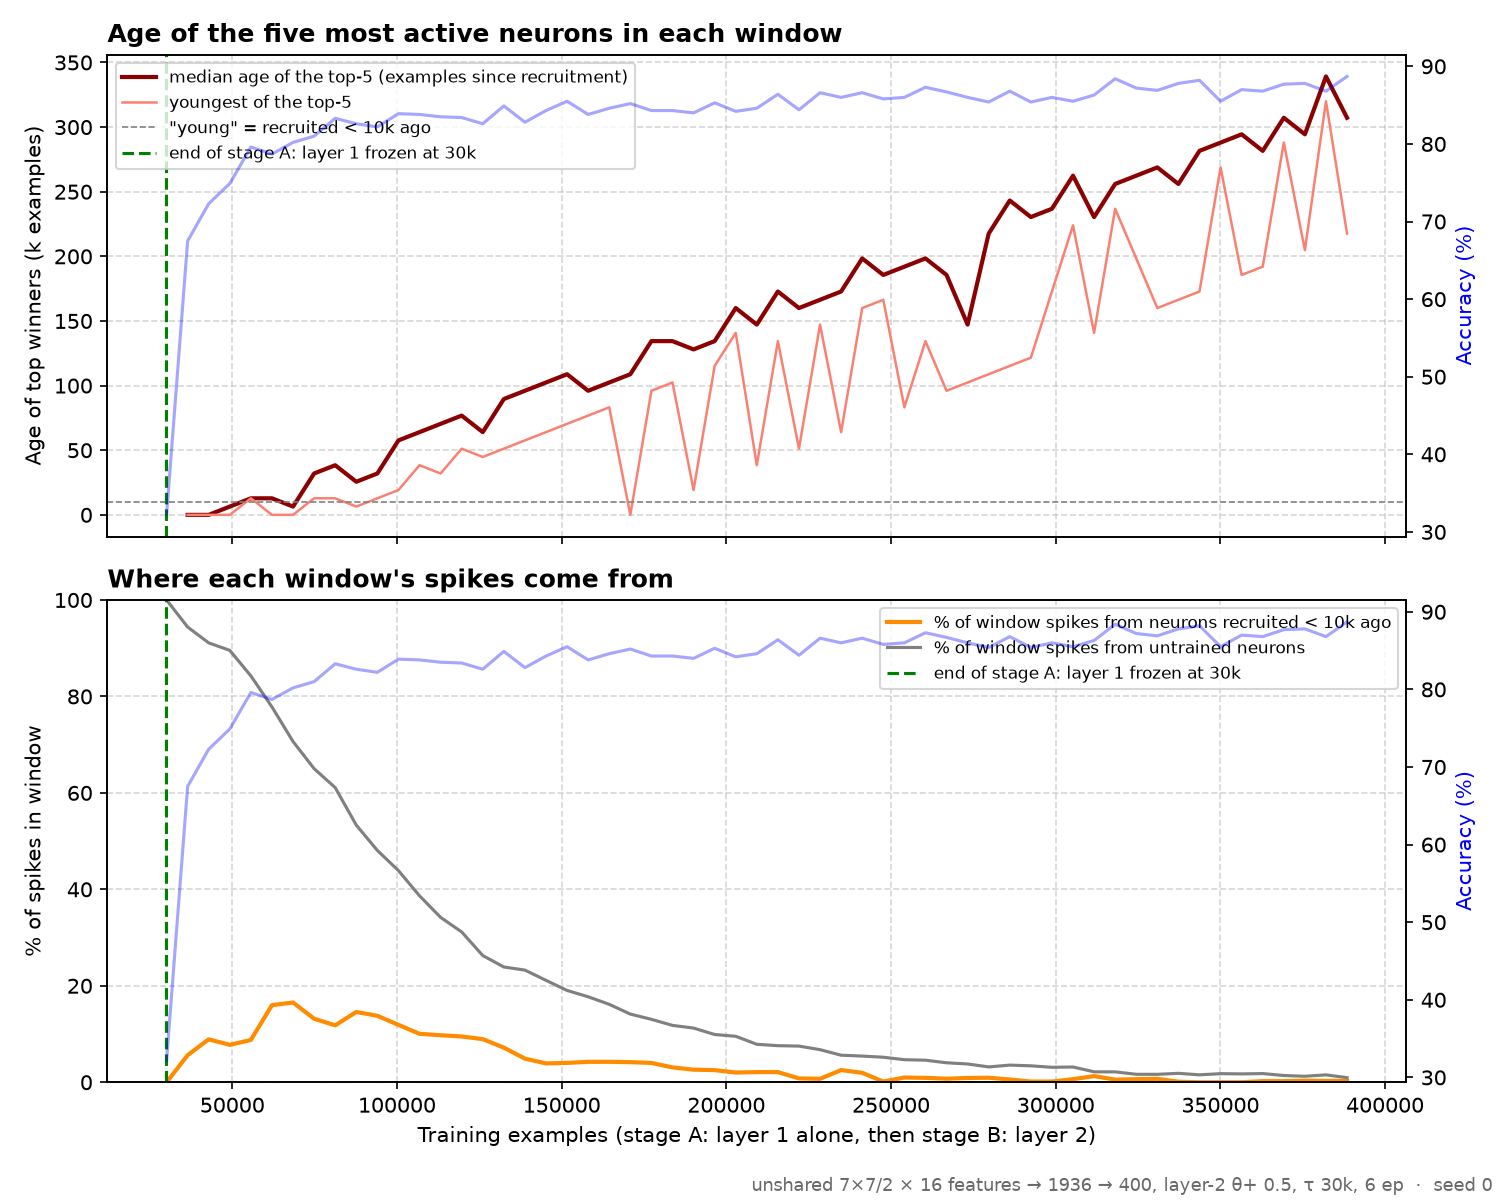 Age of the five most active neurons in each window
350
300
250
200
150
100
50
0
Age of top winners (k examples)
median age of the top-5 (examples since recruitment)
youngest of the top-5
"young" = recruited < 10k ago
end of stage A: layer 1 frozen at 30k
90
80
70
60
50
40
30
Accuracy (%)
Where each window's spikes come from
100
80
60
40
20
0
% of spikes in window
% of window spikes from neurons recruited < 10k ago
% of window spikes from untrained neurons
end of stage A: layer 1 frozen at 30k
90
80
70
60
50
40
30
Accuracy (%)
50000 100000 150000 200000 250000 300000 350000 400000
Training examples (stage A: layer 1 alone, then stage B: layer 2)
unshared 7×7/2 × 16 features → 1936 → 400, layer-2 θ+ 0.5, τ 30k, 6 ep · seed 0